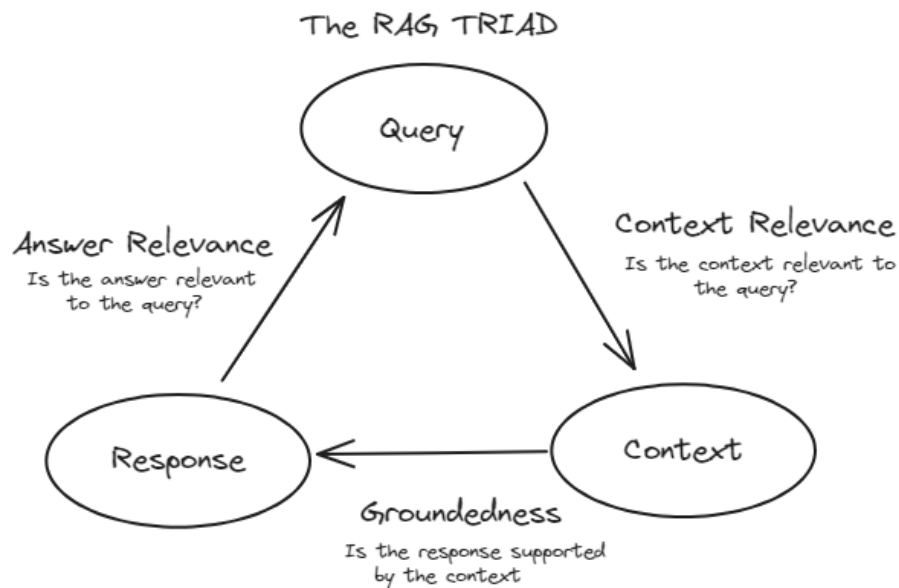 The RAG TRIAD
Query
Answer Relevance
Is the answer relevant
to the query?
Context Relevance
Is the context relevant to
the query?
Response
Context
Groundedness
Is the response supported
by the context